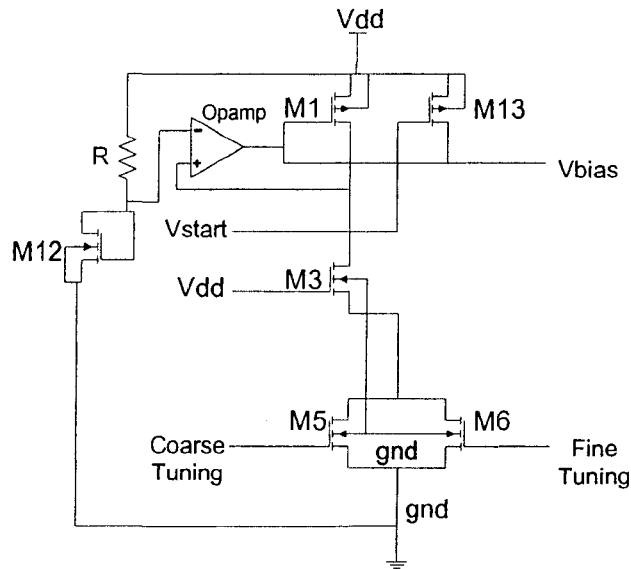 Vdd
Opamp
M1
M13
-
+
R
Vbias
Vstart
M12
M3
Vdd
M5
M6
Coarse
Tuning
gnd
Fine
Tuning
gnd